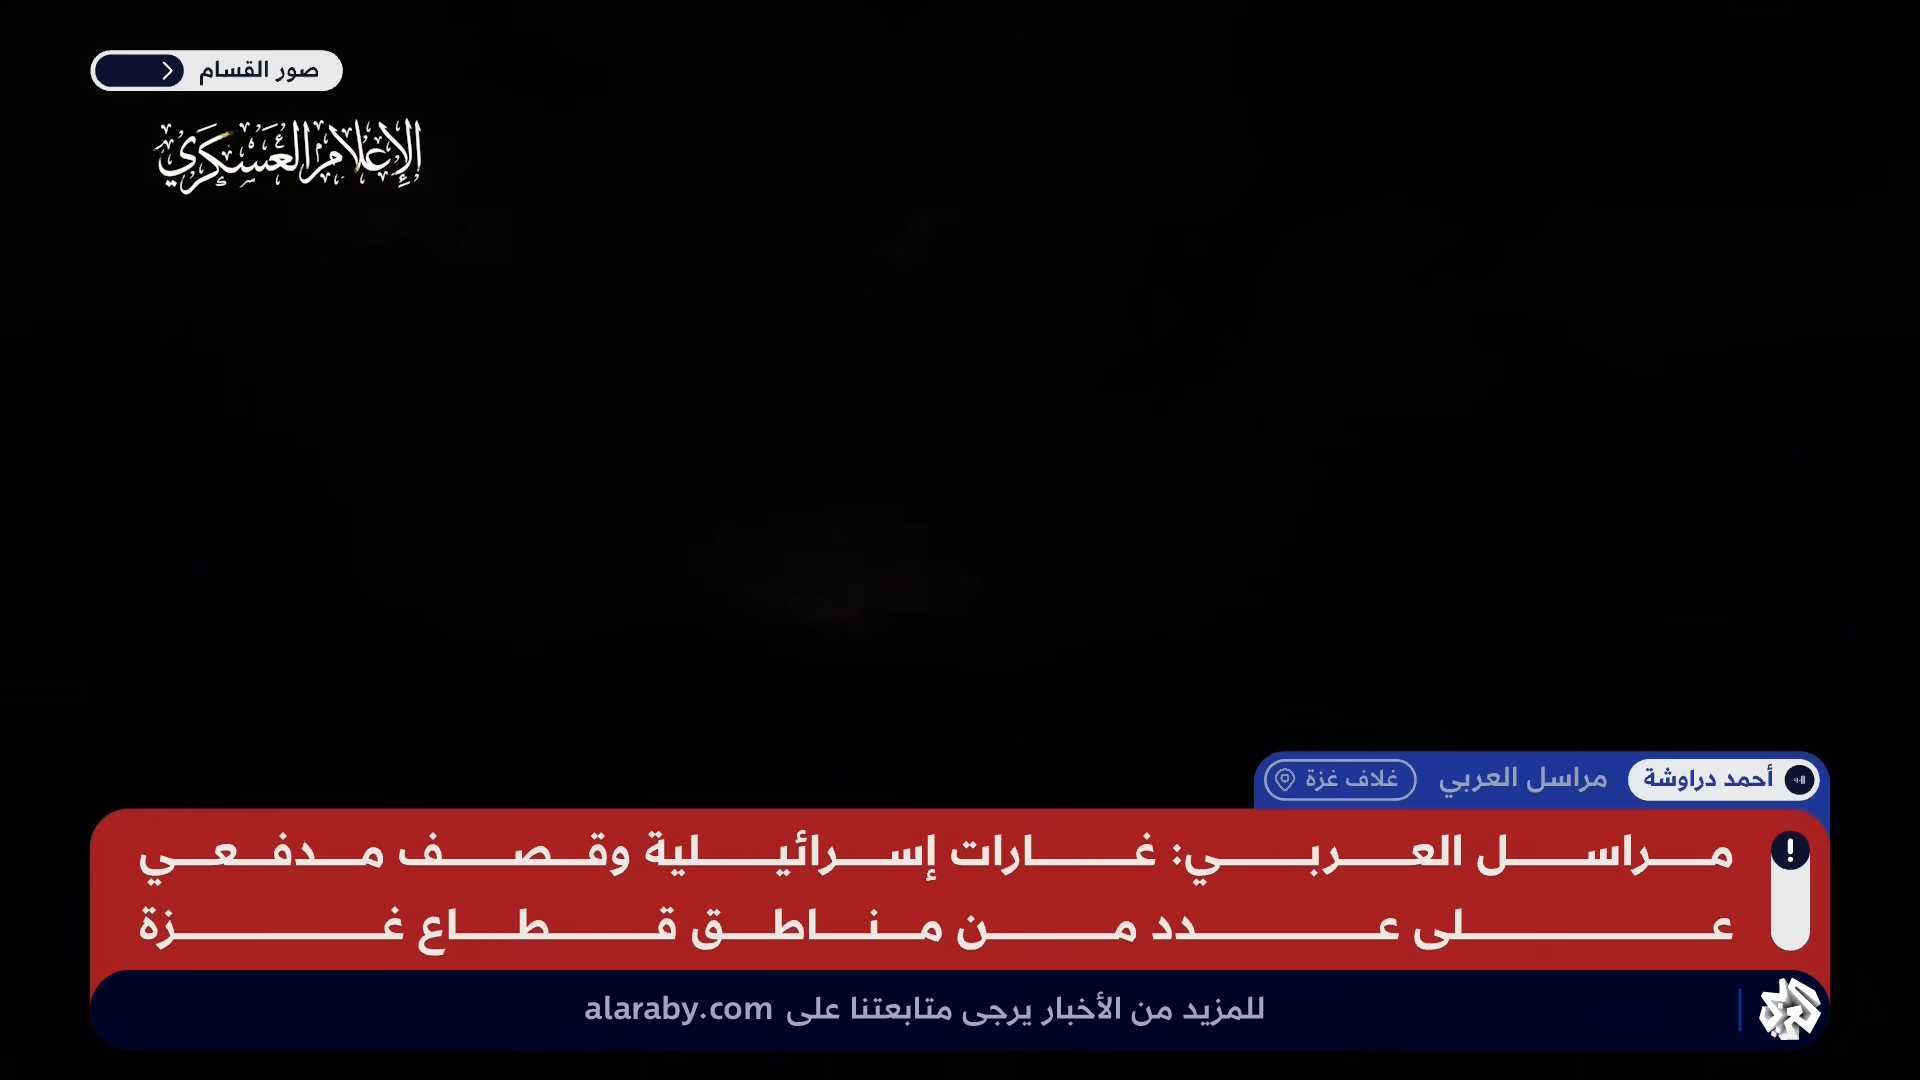 صور القسام
الإعلام العسكري
أحمد دراوشة مراسل العربي غلاف غزة
مراسل العربي: غارات إسرائيلية وقصف مدفعي
على عدد من مناطق قطاع غزة
للمزيد من الأخبار يرجى متابعتنا على alaraby.com
العربي